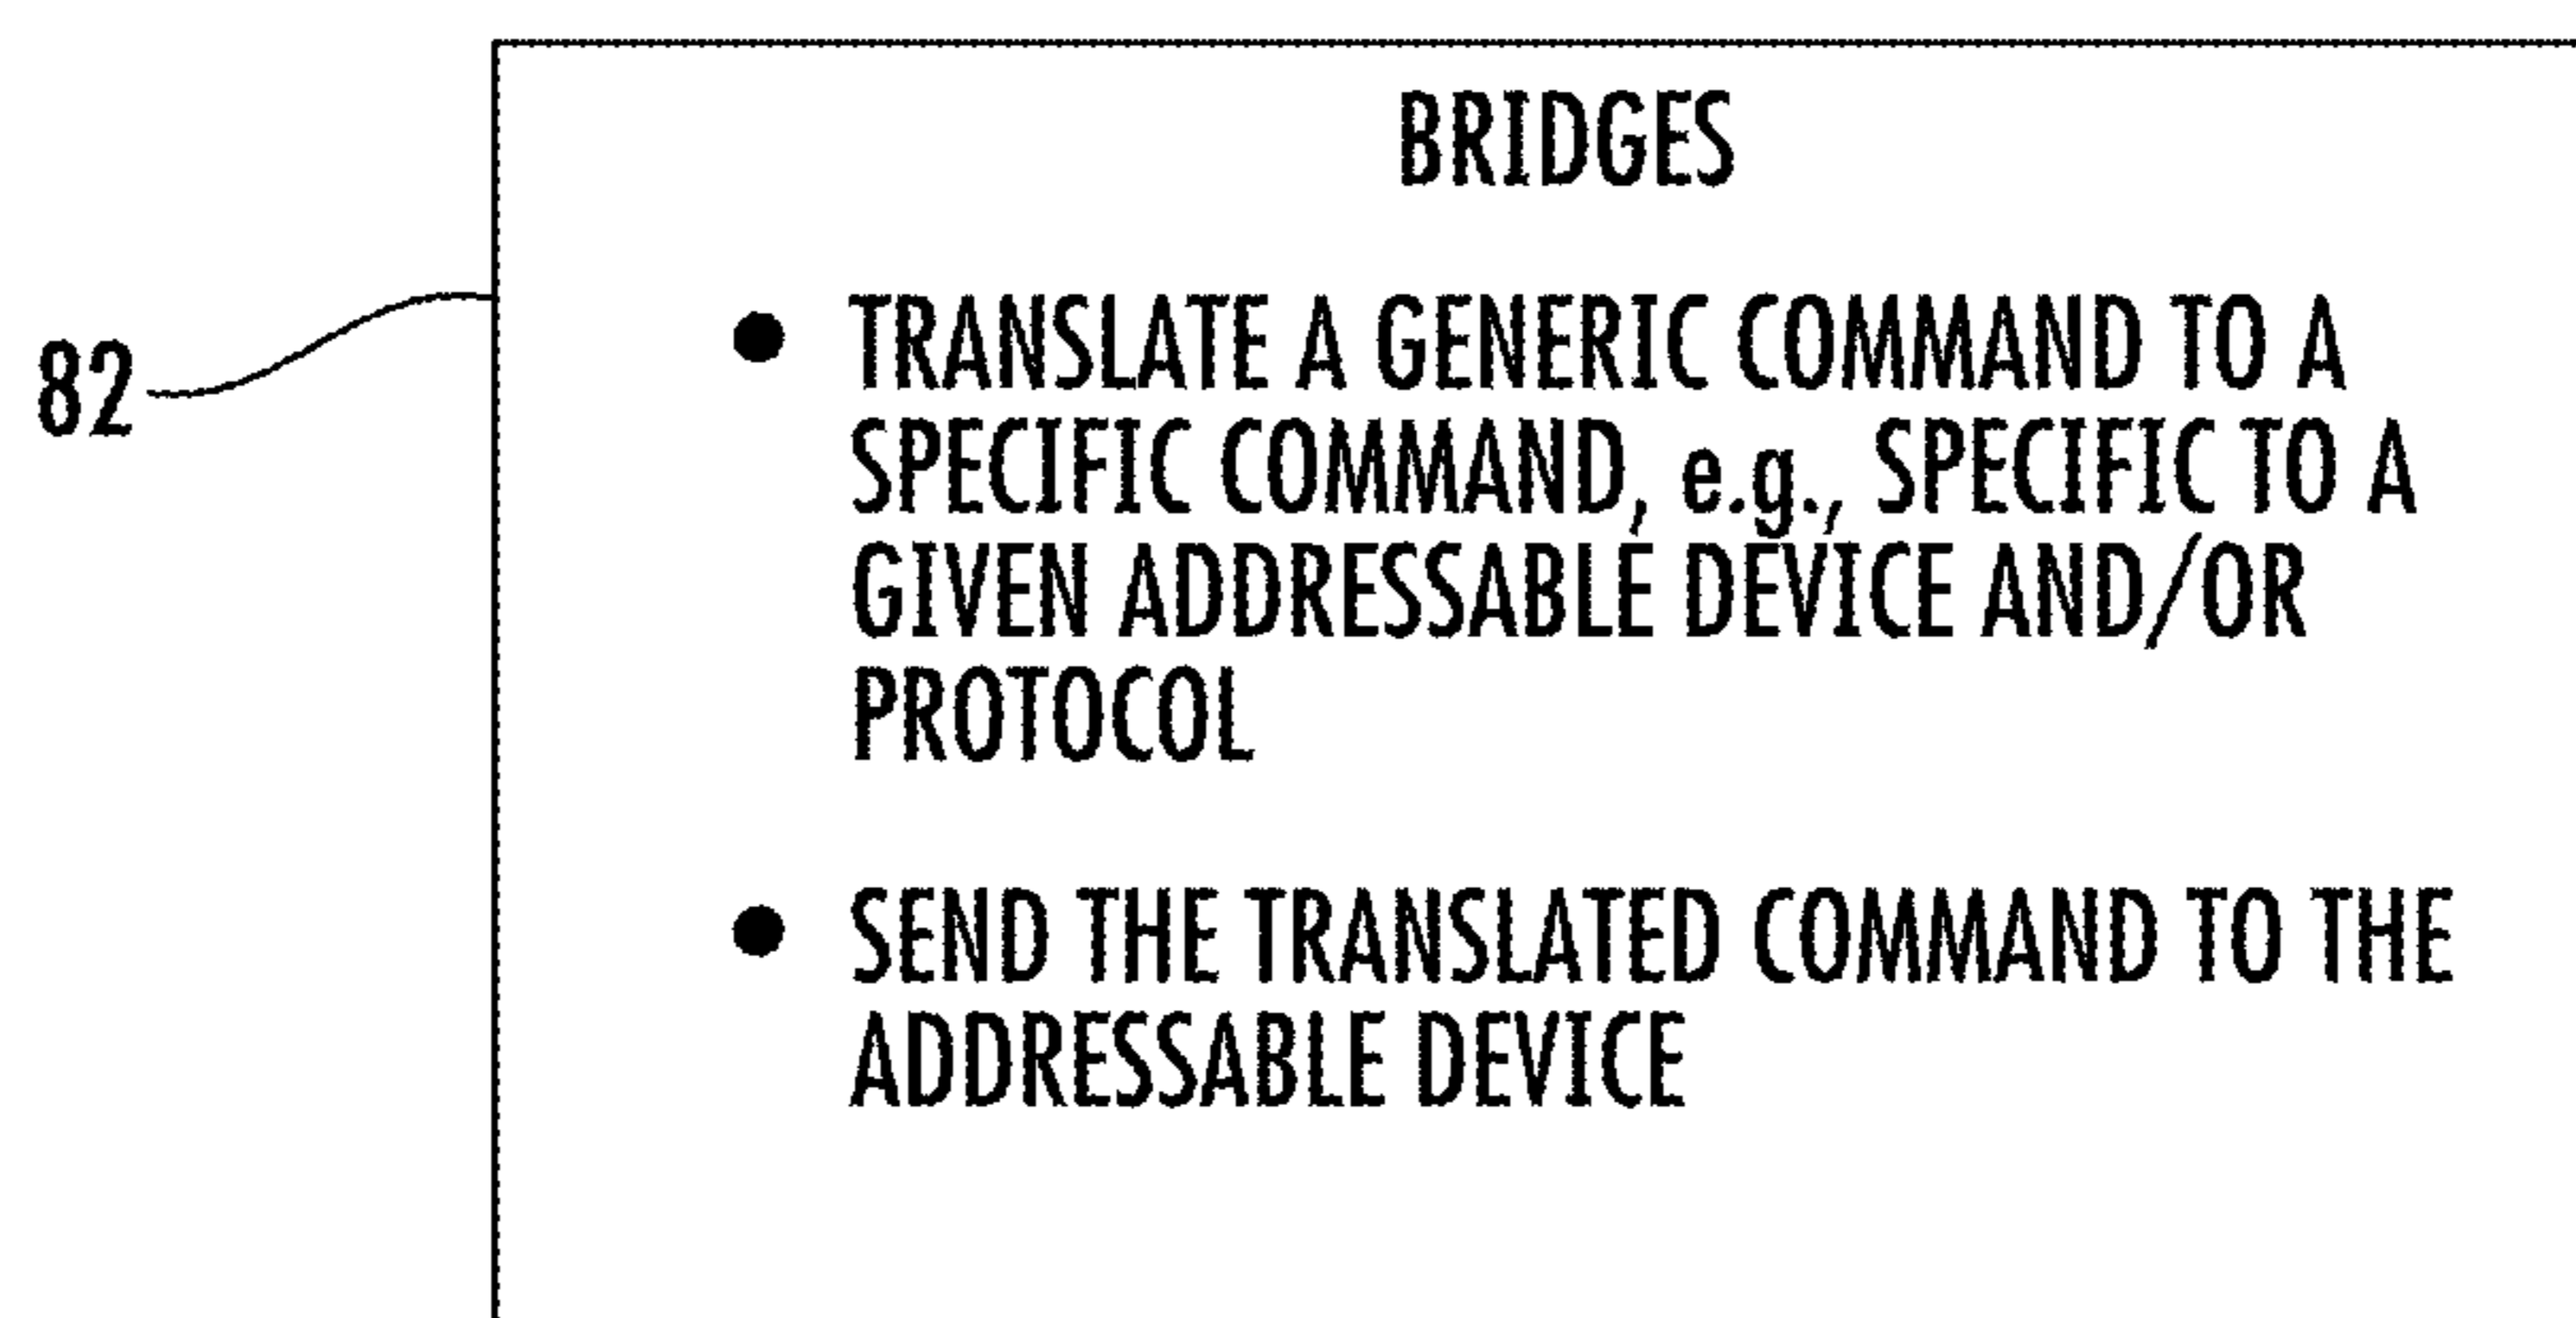 BRIDGES
● TRANSLATE A GENERIC COMMAND TO A
SPECIFIC COMMAND, e.g., SPECIFIC TO A
GIVEN ADDRESSABLE DEVICE AND/OR
PROTOCOL
82
● SEND THE TRANSLATED COMMAND TO THE
ADDRESSABLE DEVICE